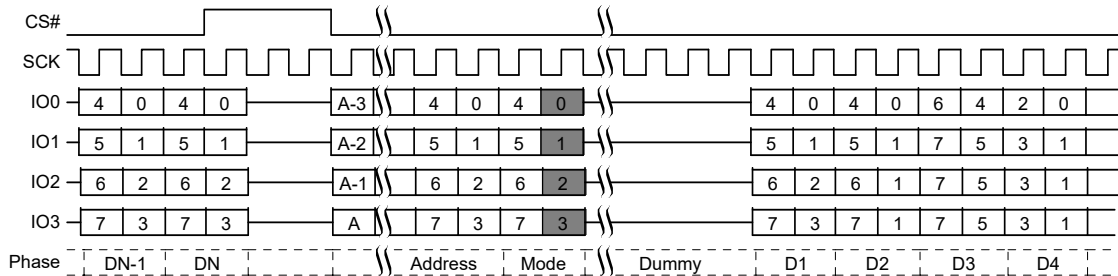 CS#
SCK
IO0 4 0 4 0 A-3 4 0 4 0 4 0 4 0 6 4 2 0
IO1 5 1 5 1 A-2 5 1 5 1 5 1 5 1 7 5 3 1
IO2 6 2 6 2 A-1 6 2 6 2 6 2 6 1 7 5 3 1
IO3 7 3 7 3 A 7 3 7 3 7 3 7 1 7 5 3 1
Phase DN-1 DN Address Mode Dummy D1 D2 D3 D4